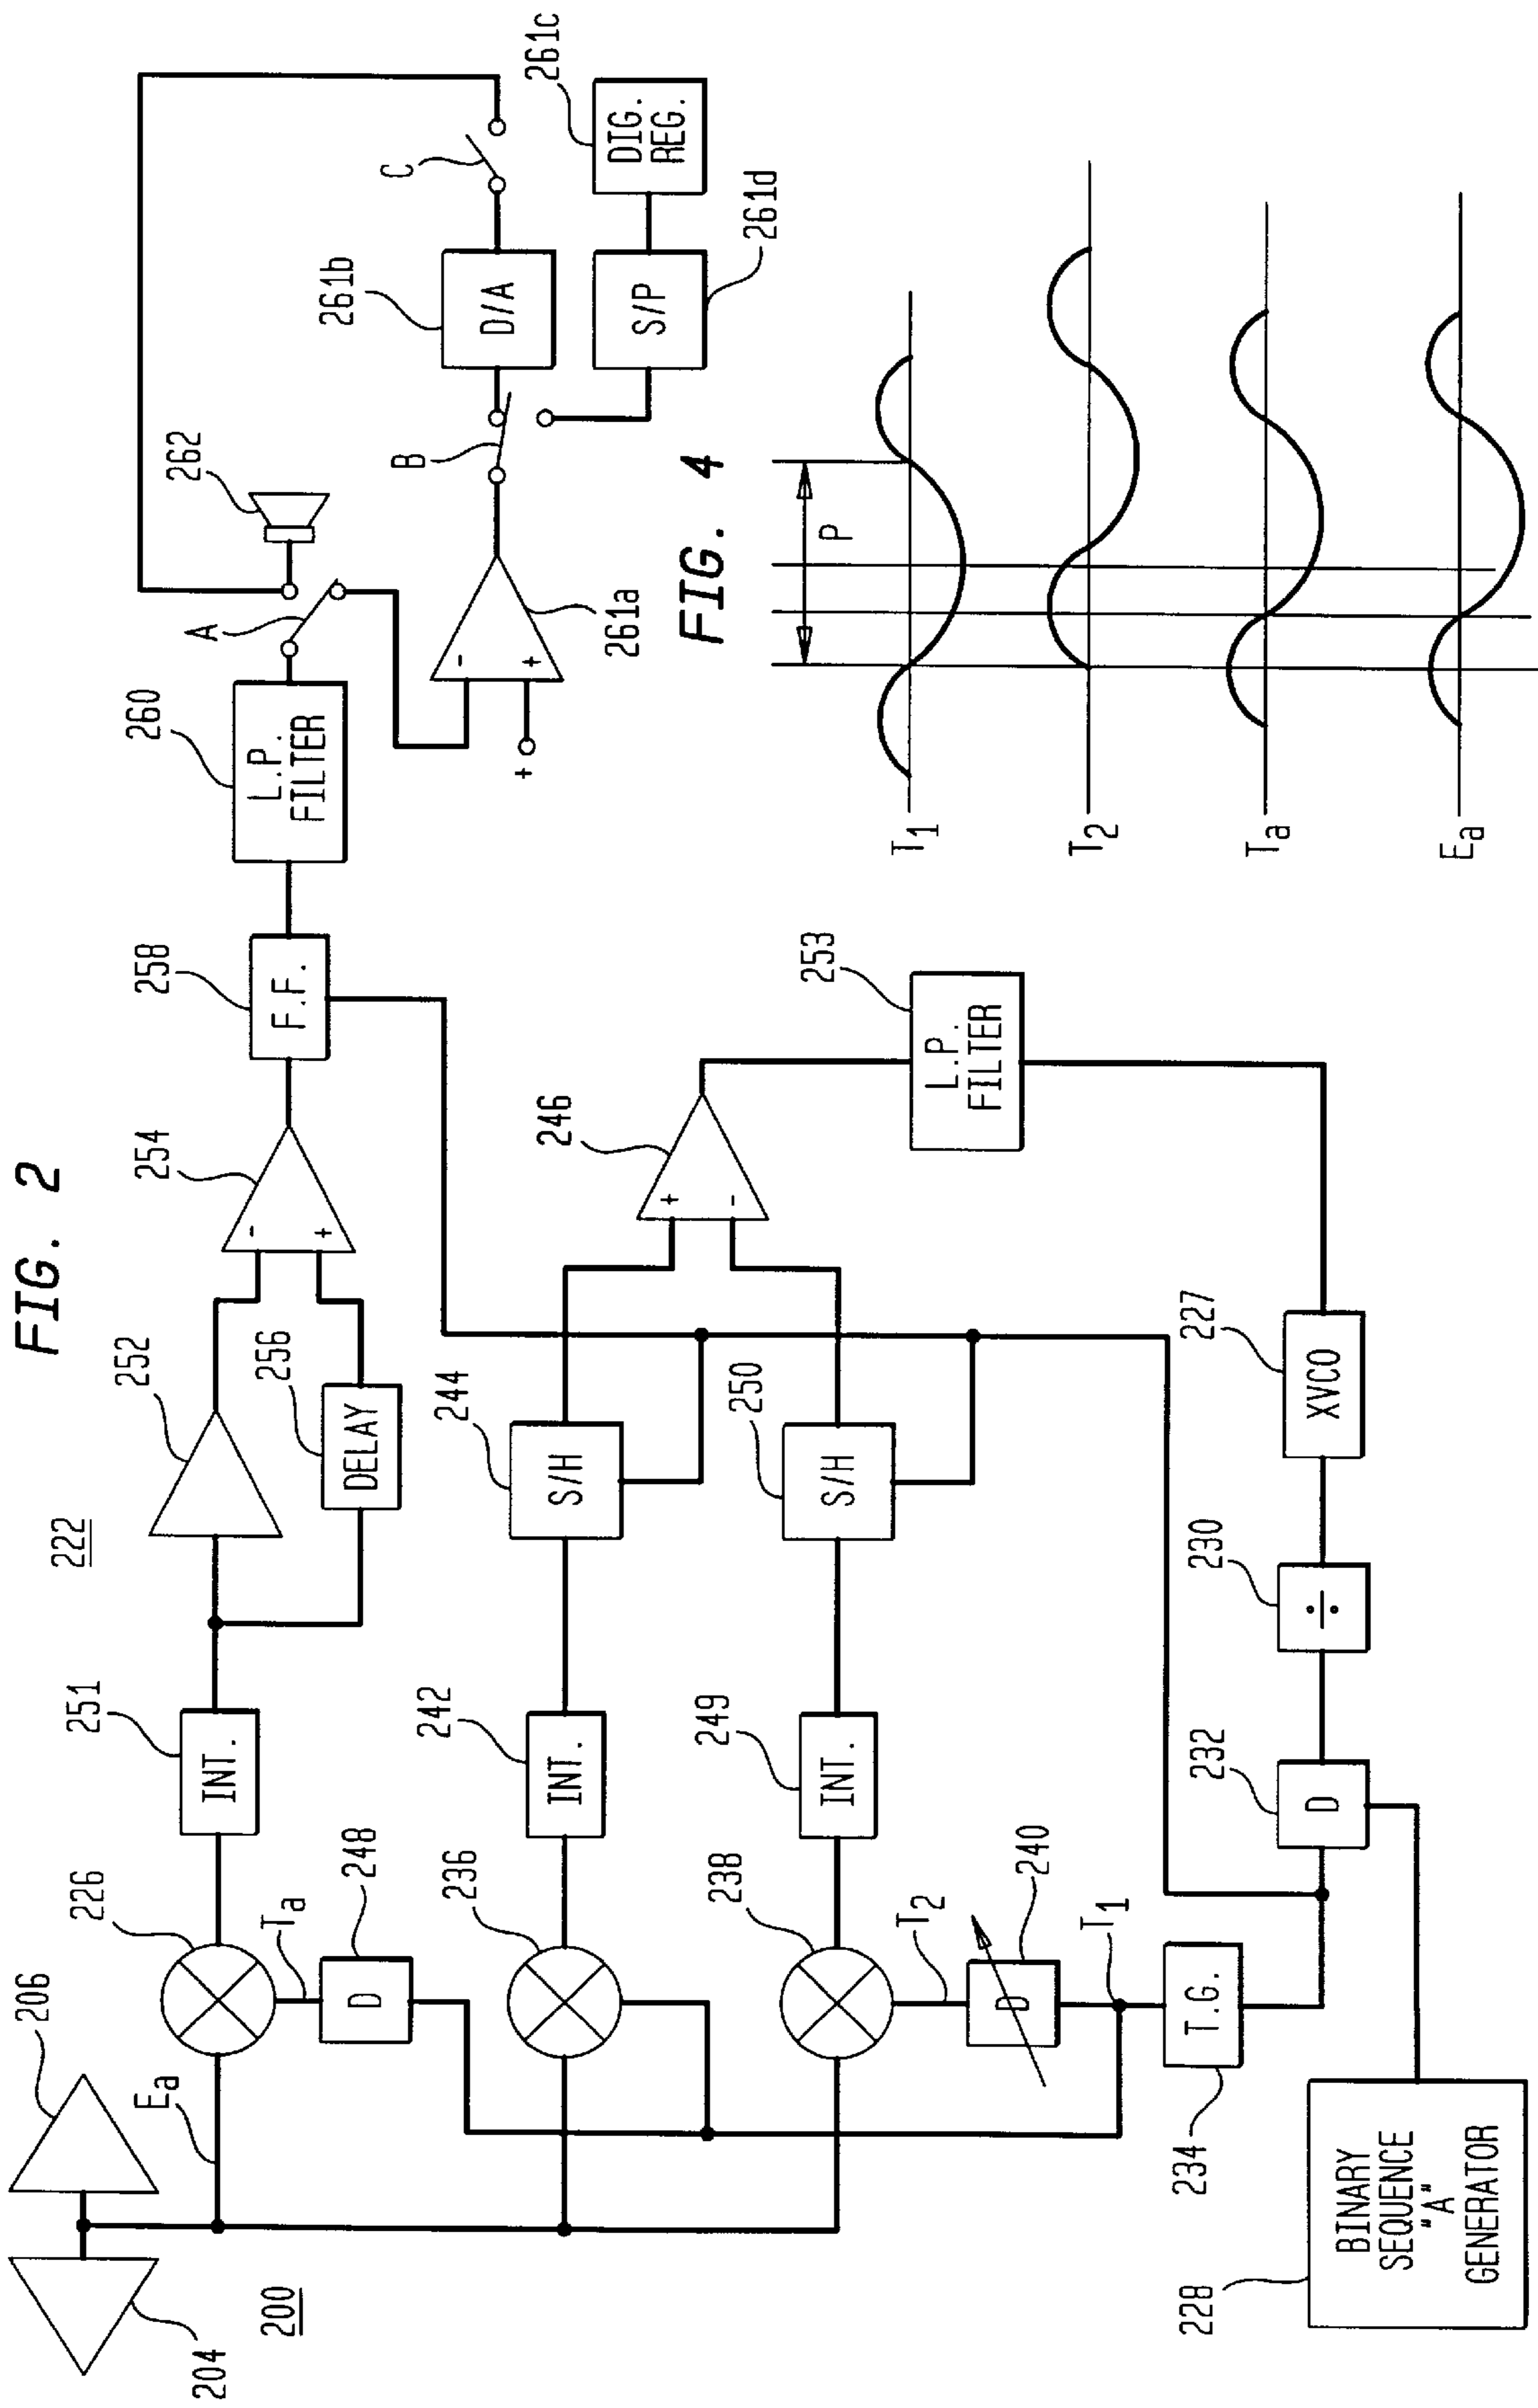 FIG. 2
204
206
200
222
Ea
226
Ta
D
248
INT.
251
252
DELAY
256
-
+
254
F.F.
258
L.P.
FILTER
260
A
262
-
+
+
261a
B
D/A
261b
C
S/P
261d
DIG.
REG.
261c
236
INT.
242
S/H
244
+
-
246
238
INT.
249
S/H
250
T2
D
240
T1
T.G.
234
L.P.
FILTER
253
BINARY
SEQUENCE
"A"
GENERATOR
228
D
232
÷
230
XVCO
227
FIG. 4
P
T1
T2
Ta
Ea